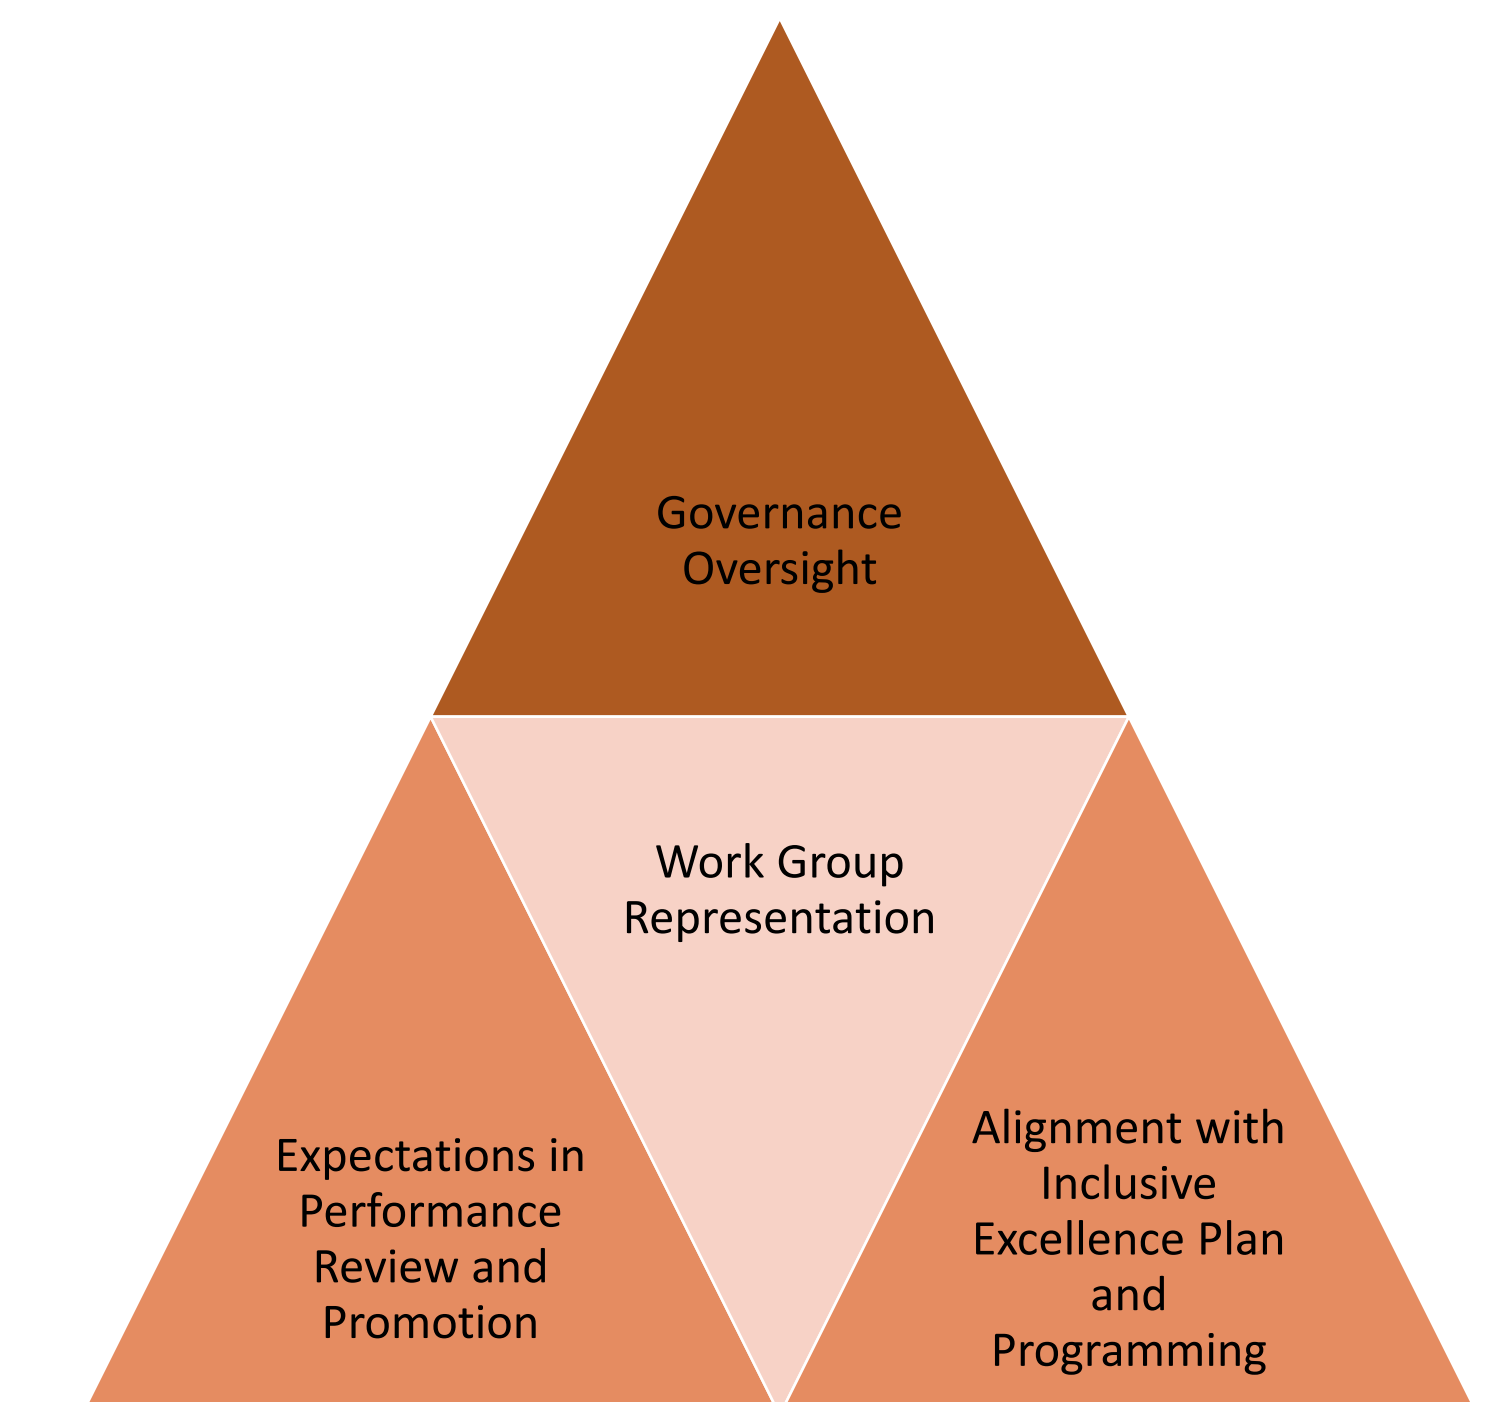 Governance
Oversight
Work Group
Representation
Expectations in
Performance
Review and
Promotion
Alignment with
Inclusive
Excellence Plan
and
Programming